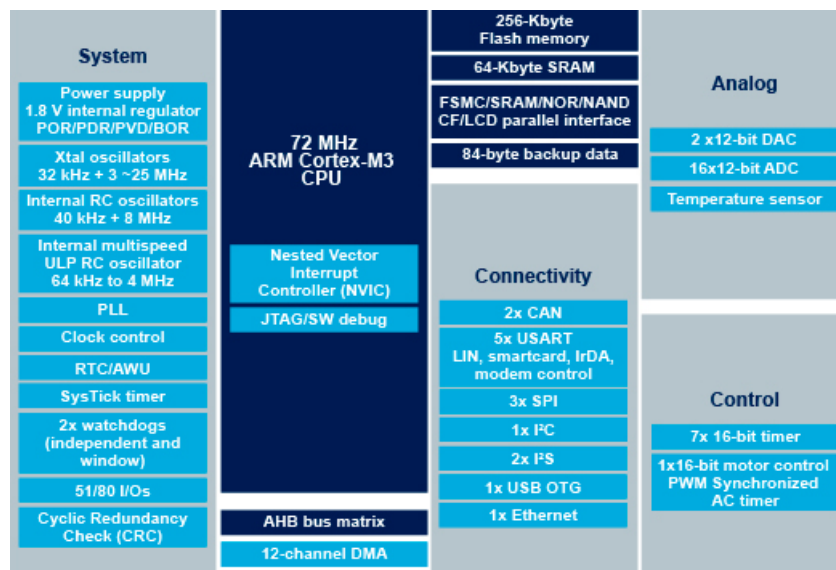 System
Power supply
1.8 V internal regulator
POR/PDR/PVD/BOR
Xtal oscillators
32 kHz + 3 ~25 MHz
Internal RC oscillators
40 kHz + 8 MHz
Internal multispeed
ULP RC oscillator
64 kHz to 4 MHz
PLL
Clock control
RTC/AWU
SysTick timer
2x watchdogs
(independent and
window)
51/80 I/Os
Cyclic Redundancy
Check (CRC)
72 MHz
ARM Cortex-M3
CPU
Nested Vector
Interrupt
Controller (NVIC)
JTAG/SW debug
AHB bus matrix
12-channel DMA
256-Kbyte
Flash memory
64-Kbyte SRAM
FSMC/SRAM/NOR/NAND
CF/LCD parallel interface
84-byte backup data
Connectivity
2x CAN
5x USART
LIN, smartcard, IrDA,
modem control
3x SPI
1x I²C
2x I²S
1x USB OTG
1x Ethernet
Analog
2 x12-bit DAC
16x12-bit ADC
Temperature sensor
Control
7x 16-bit timer
1x16-bit motor control
PWM Synchronized
AC timer